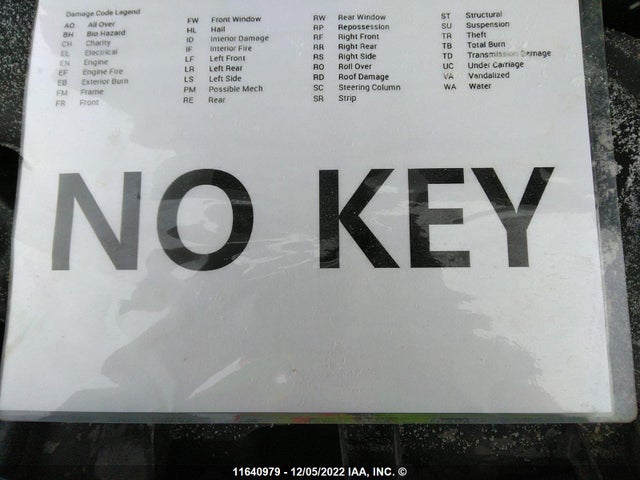 Damage Code Legend
AO All Over
BH Bio Hazard
CH Charity
EL Electrical
EN Engine
EF Engine Fire
EB Exterior Burn
FM Frame
FR Front
FW Front Window
HL Hail
ID Interior Damage
IF Interior Fire
LF Left Front
LR Left Rear
LS Left Side
PM Possible Mech
RE Rear
RW Rear Window
RP Repossession
RF Right Front
RR Right Rear
RS Right Side
RO Roll Over
RD Roof Damage
SC Steering Column
SR Strip
ST Structural
SU Suspension
TR Theft
TB Total Burn
TD Transmission Damage
UC Under Carriage
VA Vandalized
WA Water
NO KEY
11640979 - 12/05/2022 IAA, INC. ©